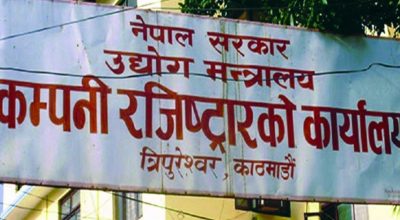 नेपाल सरकार
उद्योग मन्त्रालय
कम्पनी रजिष्ट्रारको कार्यालय
त्रिपुरेश्वर, काठमाडौं